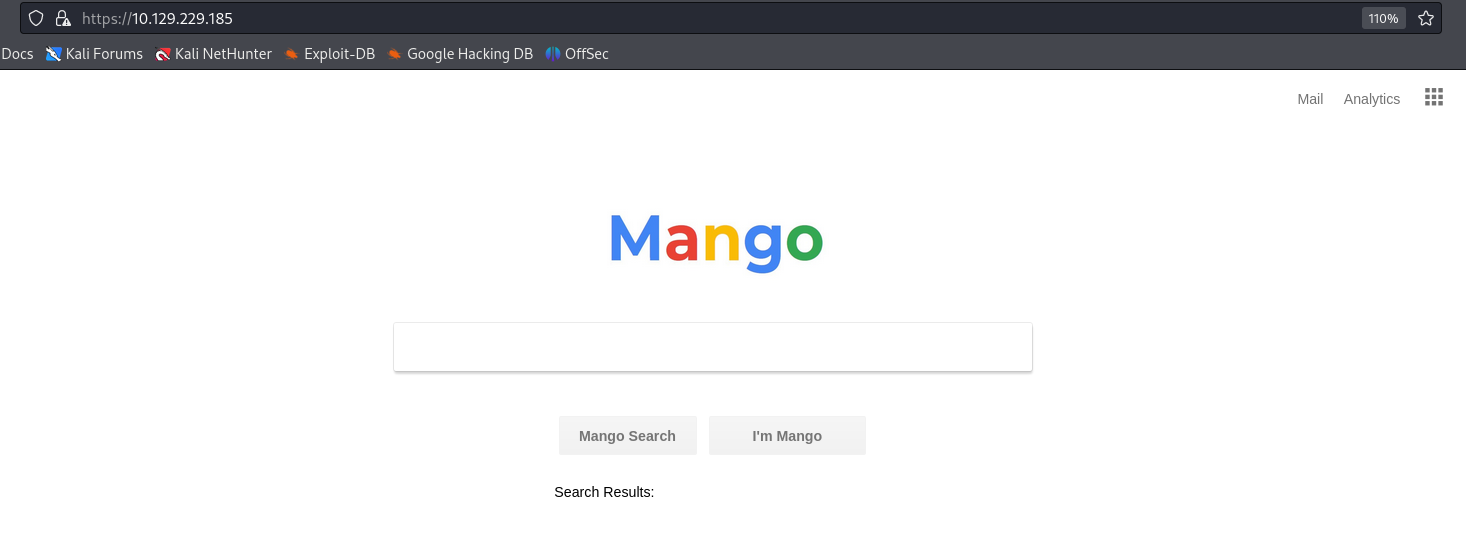 https://10.129.229.185 110%
Docs Kali Forums Kali NetHunter Exploit-DB Google Hacking DB OffSec
Mail Analytics
Mango
Mango Search I'm Mango
Search Results: